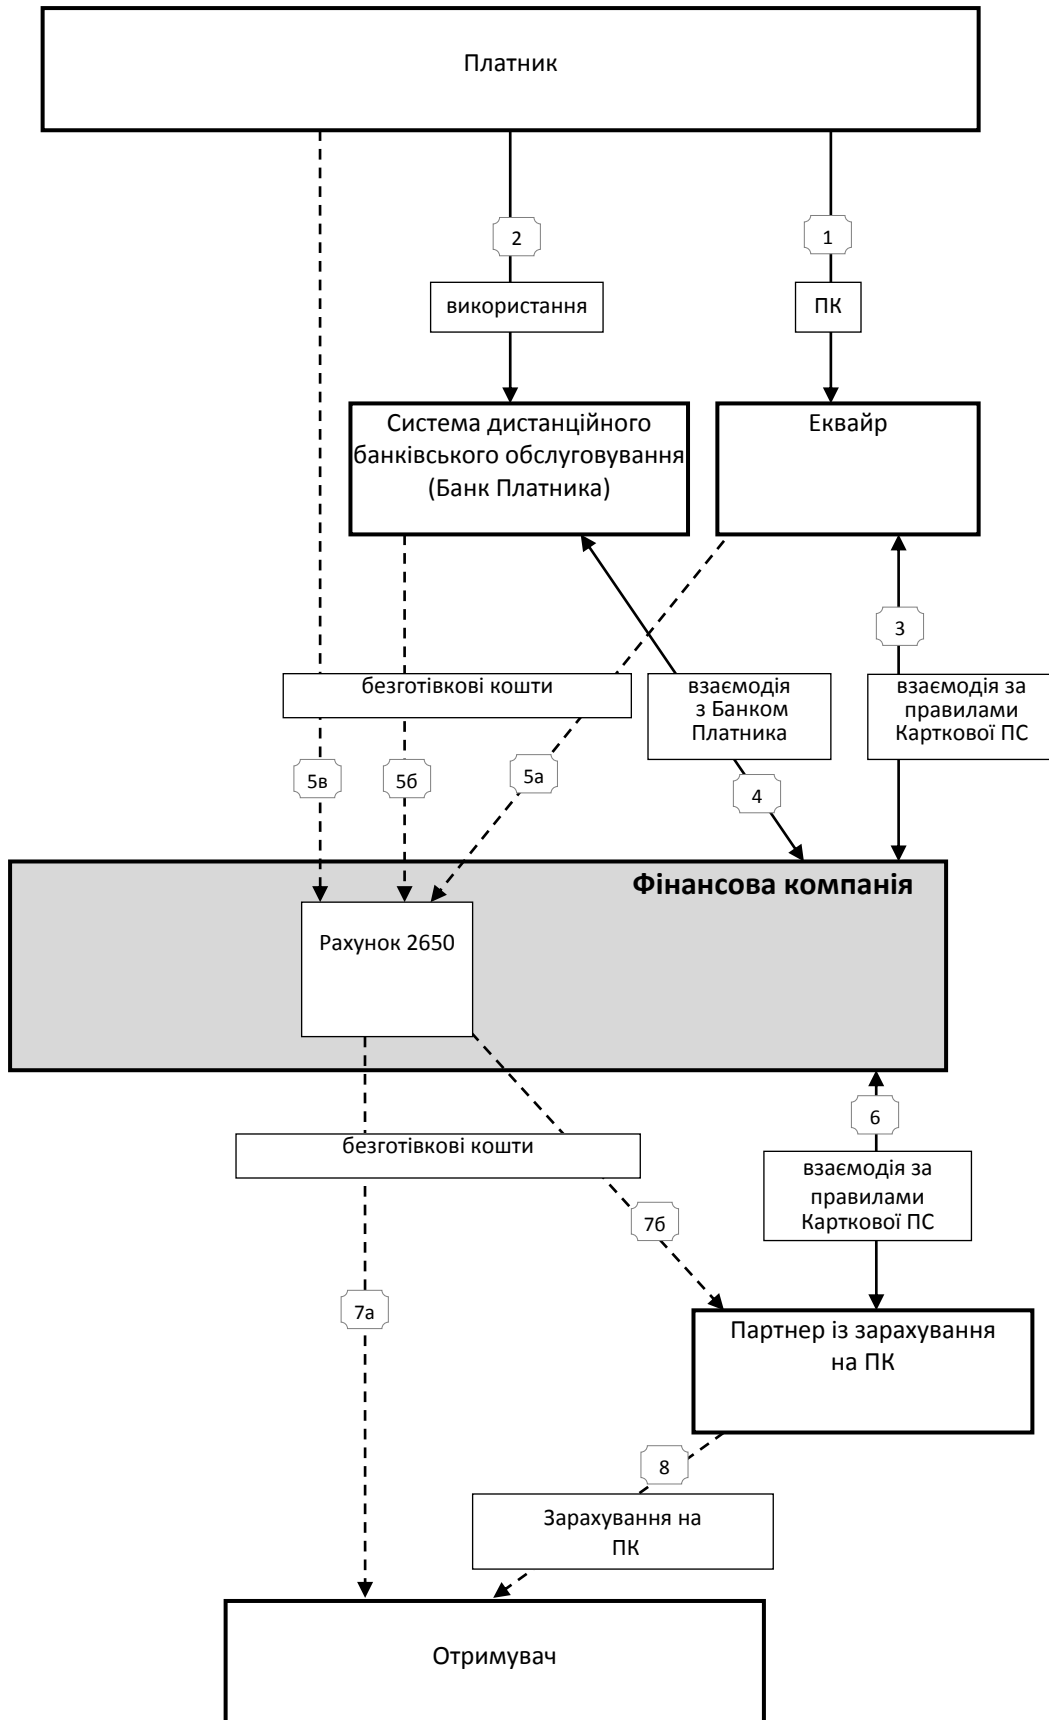 Платник
2
1
використання
ПК
Система дистанційного
банківського обслуговування
(Банк Платника)
Еквайр
3
безготівкові кошти
взаємодія
з Банком
Платника
взаємодія за
правилами
Карткової ПС
5в
5б
5а
4
Фінансова компанія
Рахунок 2650
6
безготівкові кошти
взаємодія за
правилами
Карткової ПС
7б
7а
Партнер із зарахування
на ПК
8
Зарахування на
ПК
Отримувач